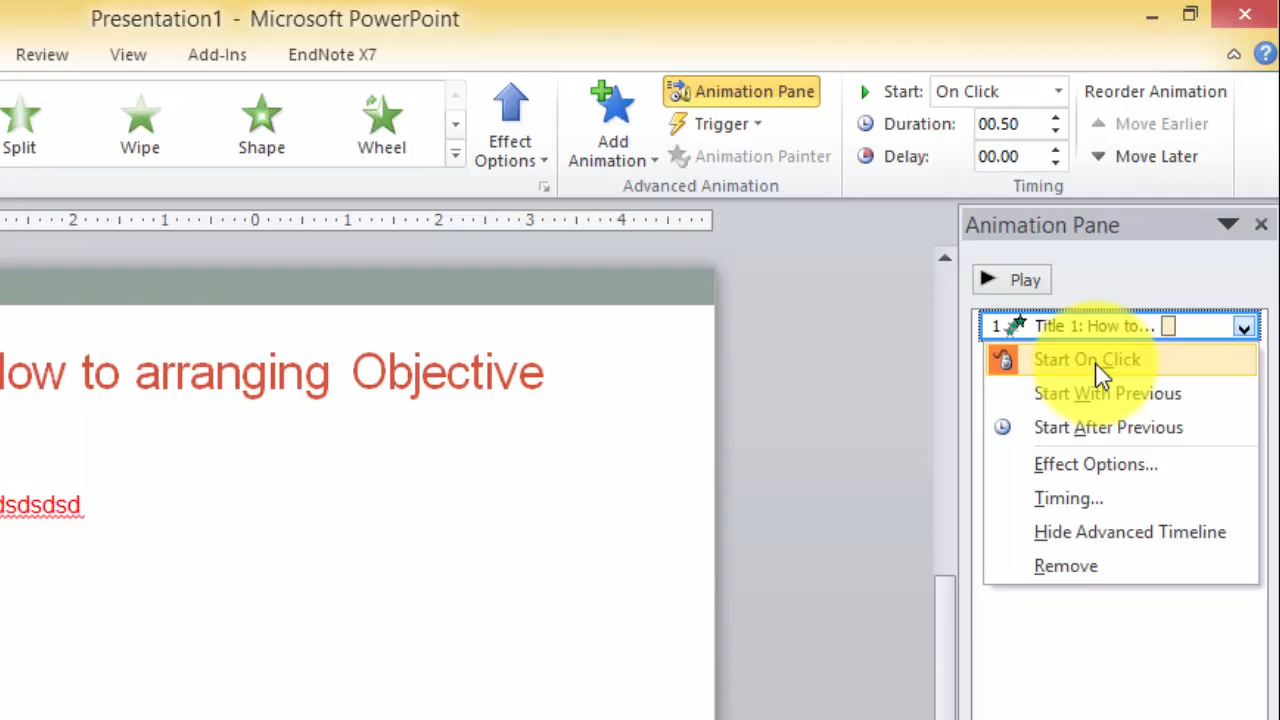 Presentation1 - Microsoft PowerPoint
Review View Add-Ins EndNote X7
Split Wipe Shape Wheel
Effect Options
Add Animation
Animation Pane
Trigger
Animation Painter
Advanced Animation
Start: On Click
Duration: 00.50
Delay: 00.00
Reorder Animation
Move Earlier
Move Later
Timing
2 1 0 1 2 3 4
Animation Pane
Play
1 Title 1: How to...
Start On Click
Start With Previous
Start After Previous
Effect Options...
Timing...
Hide Advanced Timeline
Remove
low to arranging Objective
dsdsdsd